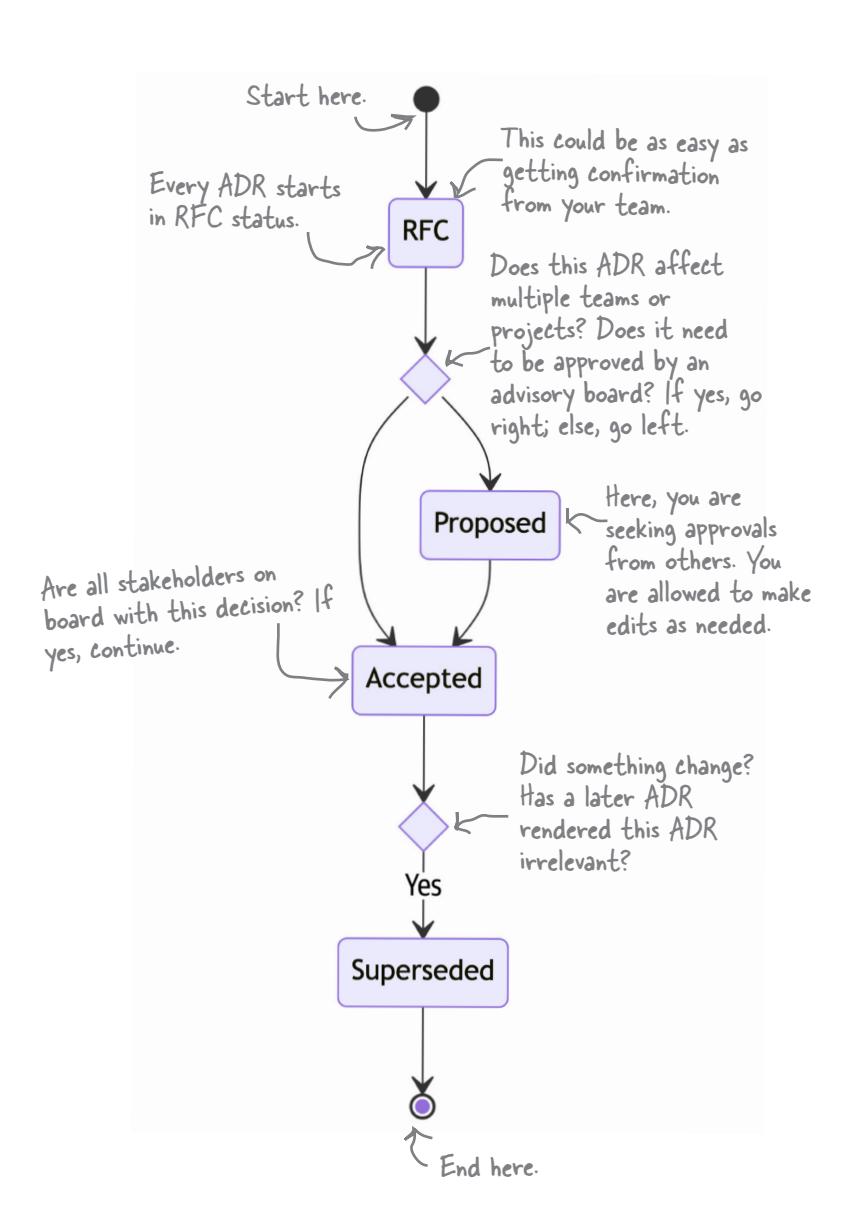 Start here.
This could be as easy as
getting confirmation
from your team.
Every ADR starts
in RFC status.
RFC
Does this ADR affect
multiple teams or
projects? Does it need
to be approved by an
advisory board? If yes, go
right; else, go left.
Proposed
Here, you are
seeking approvals
from others. You
are allowed to make
edits as needed.
Are all stakeholders on
board with this decision? If
yes, continue.
Accepted
Did something change?
Has a later ADR
rendered this ADR
irrelevant?
Yes
Superseded
End here.